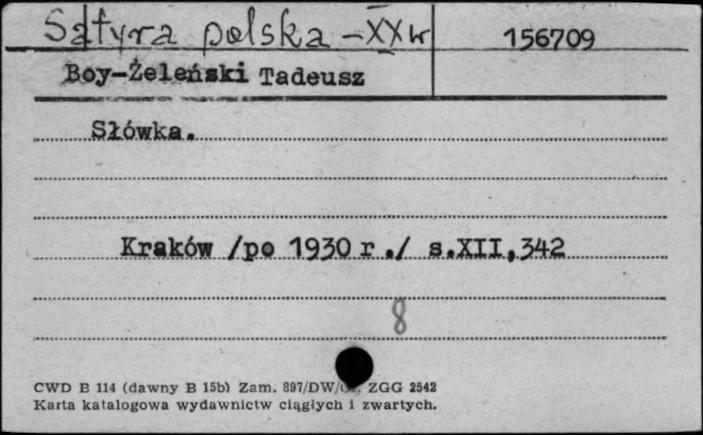 Satyra polska - XX w
156709
Boy-Żeleński Tadeusz
Słówka.
Kraków /po 1930 r ./ s.XII,342
8
CWD B 114 (dawny B 15b) Zam. 897/DW/ ZGG 2542
Karta katalogowa wydawnictw ciągłych i zwartych.